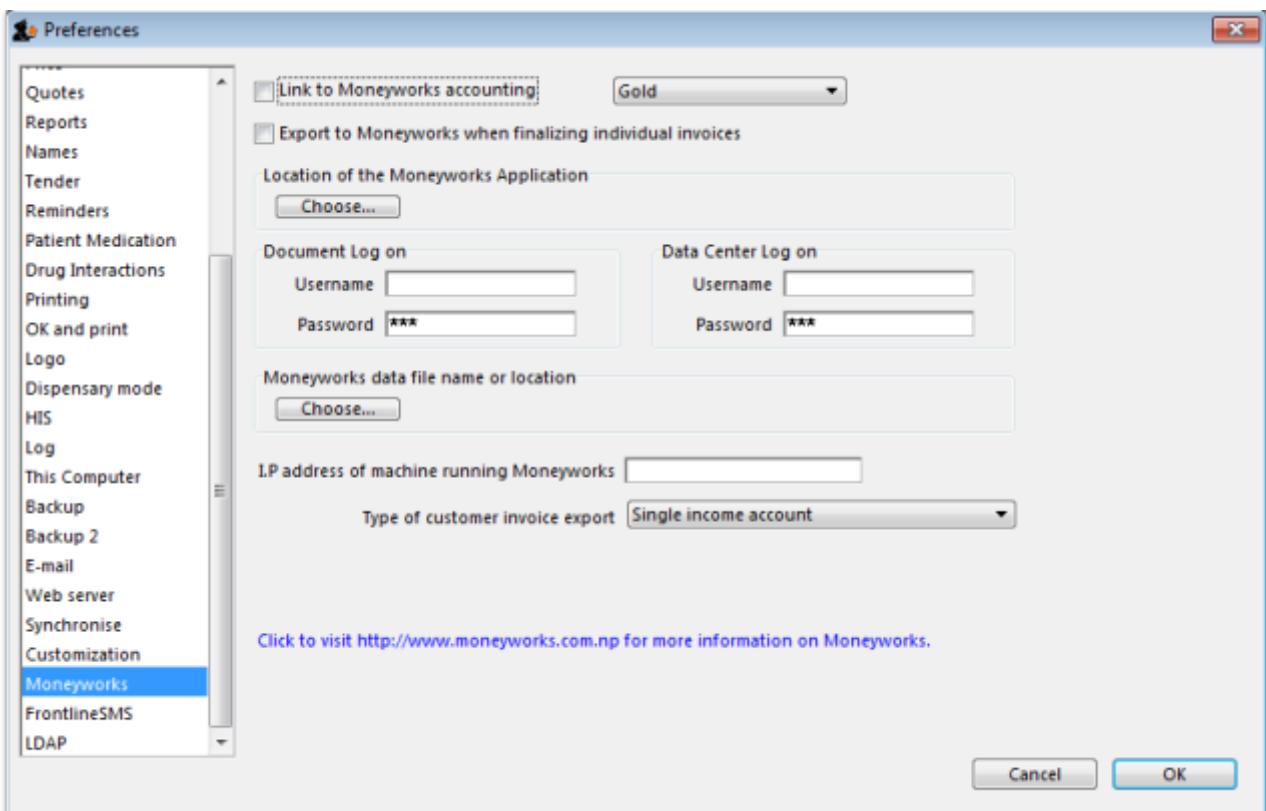 Preferences
Quotes
Reports
Names
Tender
Reminders
Patient Medication
Drug Interactions
Printing
OK and print
Logo
Dispensary mode
HIS
Log
This Computer
Backup
Backup 2
E-mail
Web server
Synchronise
Customization
Moneyworks
FrontlineSMS
LDAP
Link to Moneyworks accounting Gold
Export to Moneyworks when finalizing individual invoices
Location of the Moneyworks Application
Choose...
Document Log on Data Center Log on
Username Username
Password *** Password ***
Moneyworks data file name or location
Choose...
I.P address of machine running Moneyworks
Type of customer invoice export Single income account
Click to visit http://www.moneyworks.com.np for more information on Moneyworks.
Cancel OK